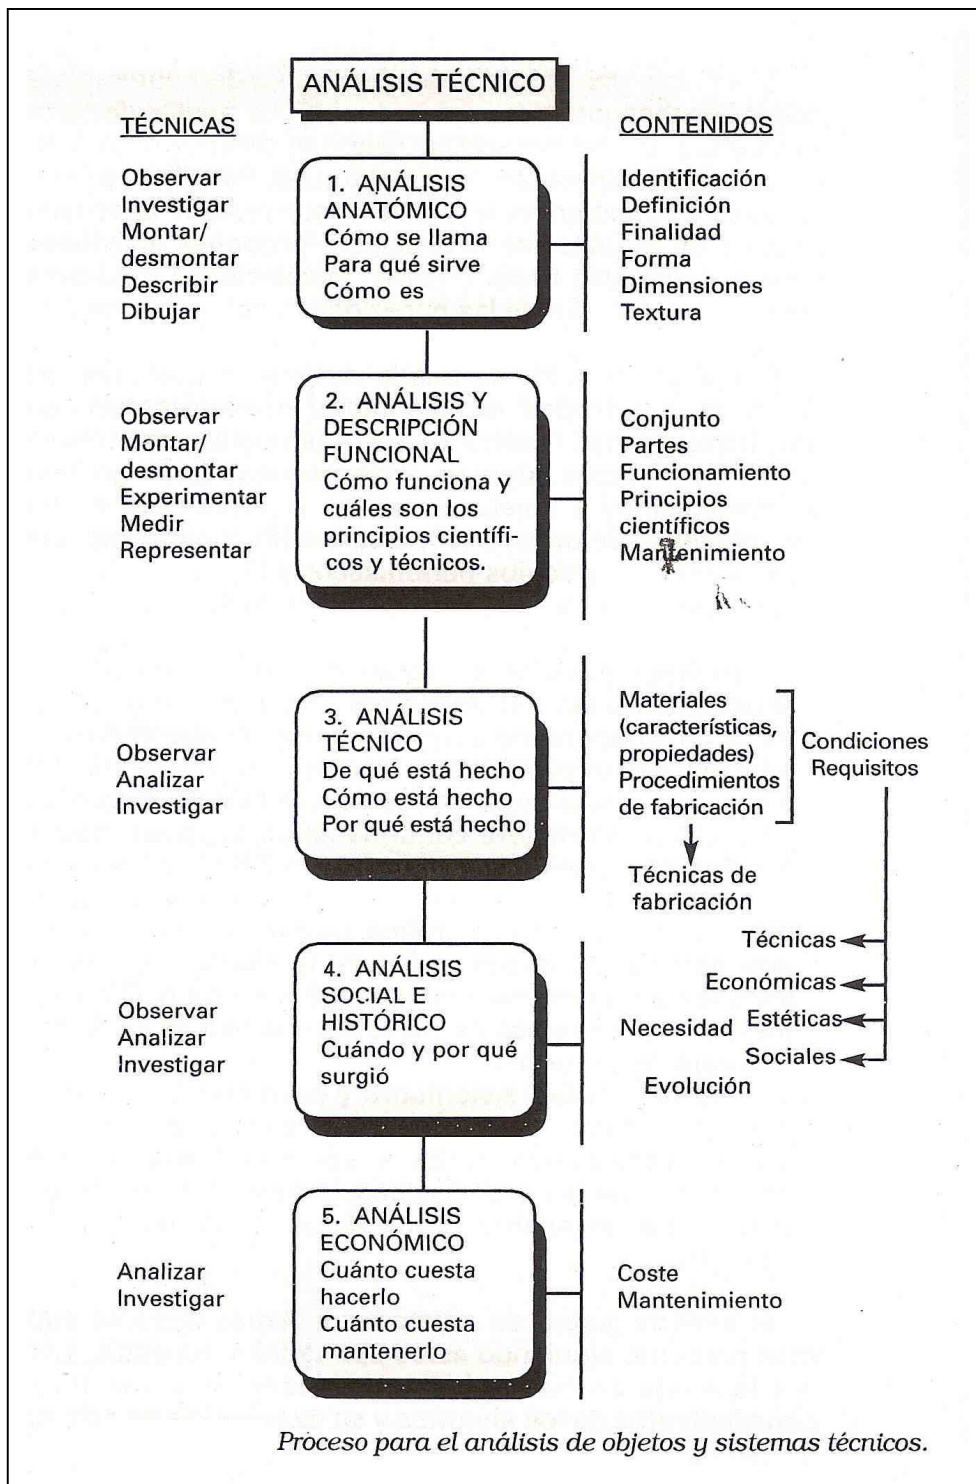 ANÁLISIS TÉCNICO
TÉCNICAS
CONTENIDOS
Observar
Investigar
Montar/
desmontar
Describir
Dibujar
1. ANÁLISIS
ANATÓMICO
Cómo se llama
Para qué sirve
Cómo es
Identificación
Definición
Finalidad
Forma
Dimensiones
Textura
Observar
Montar/
desmontar
Experimentar
Medir
Representar
2. ANÁLISIS Y
DESCRIPCIÓN
FUNCIONAL
Cómo funciona y
cuáles son los
principios científi-
cos y técnicos.
Conjunto
Partes
Funcionamiento
Principios
científicos
Mantenimiento
Observar
Analizar
Investigar
3. ANÁLISIS
TÉCNICO
De qué está hecho
Cómo está hecho
Por qué está hecho
Materiales
(características,
propiedades)
Procedimientos
de fabricación
Condiciones
Requisitos
Técnicas de
fabricación
Técnicas
Económicas
Estéticas
Sociales
Observar
Analizar
Investigar
4. ANÁLISIS
SOCIAL E
HISTÓRICO
Cuándo y por qué
surgió
Necesidad
Evolución
Analizar
Investigar
5. ANÁLISIS
ECONÓMICO
Cuánto cuesta
hacerlo
Cuánto cuesta
mantenerlo
Coste
Mantenimiento
Proceso para el análisis de objetos y sistemas técnicos.